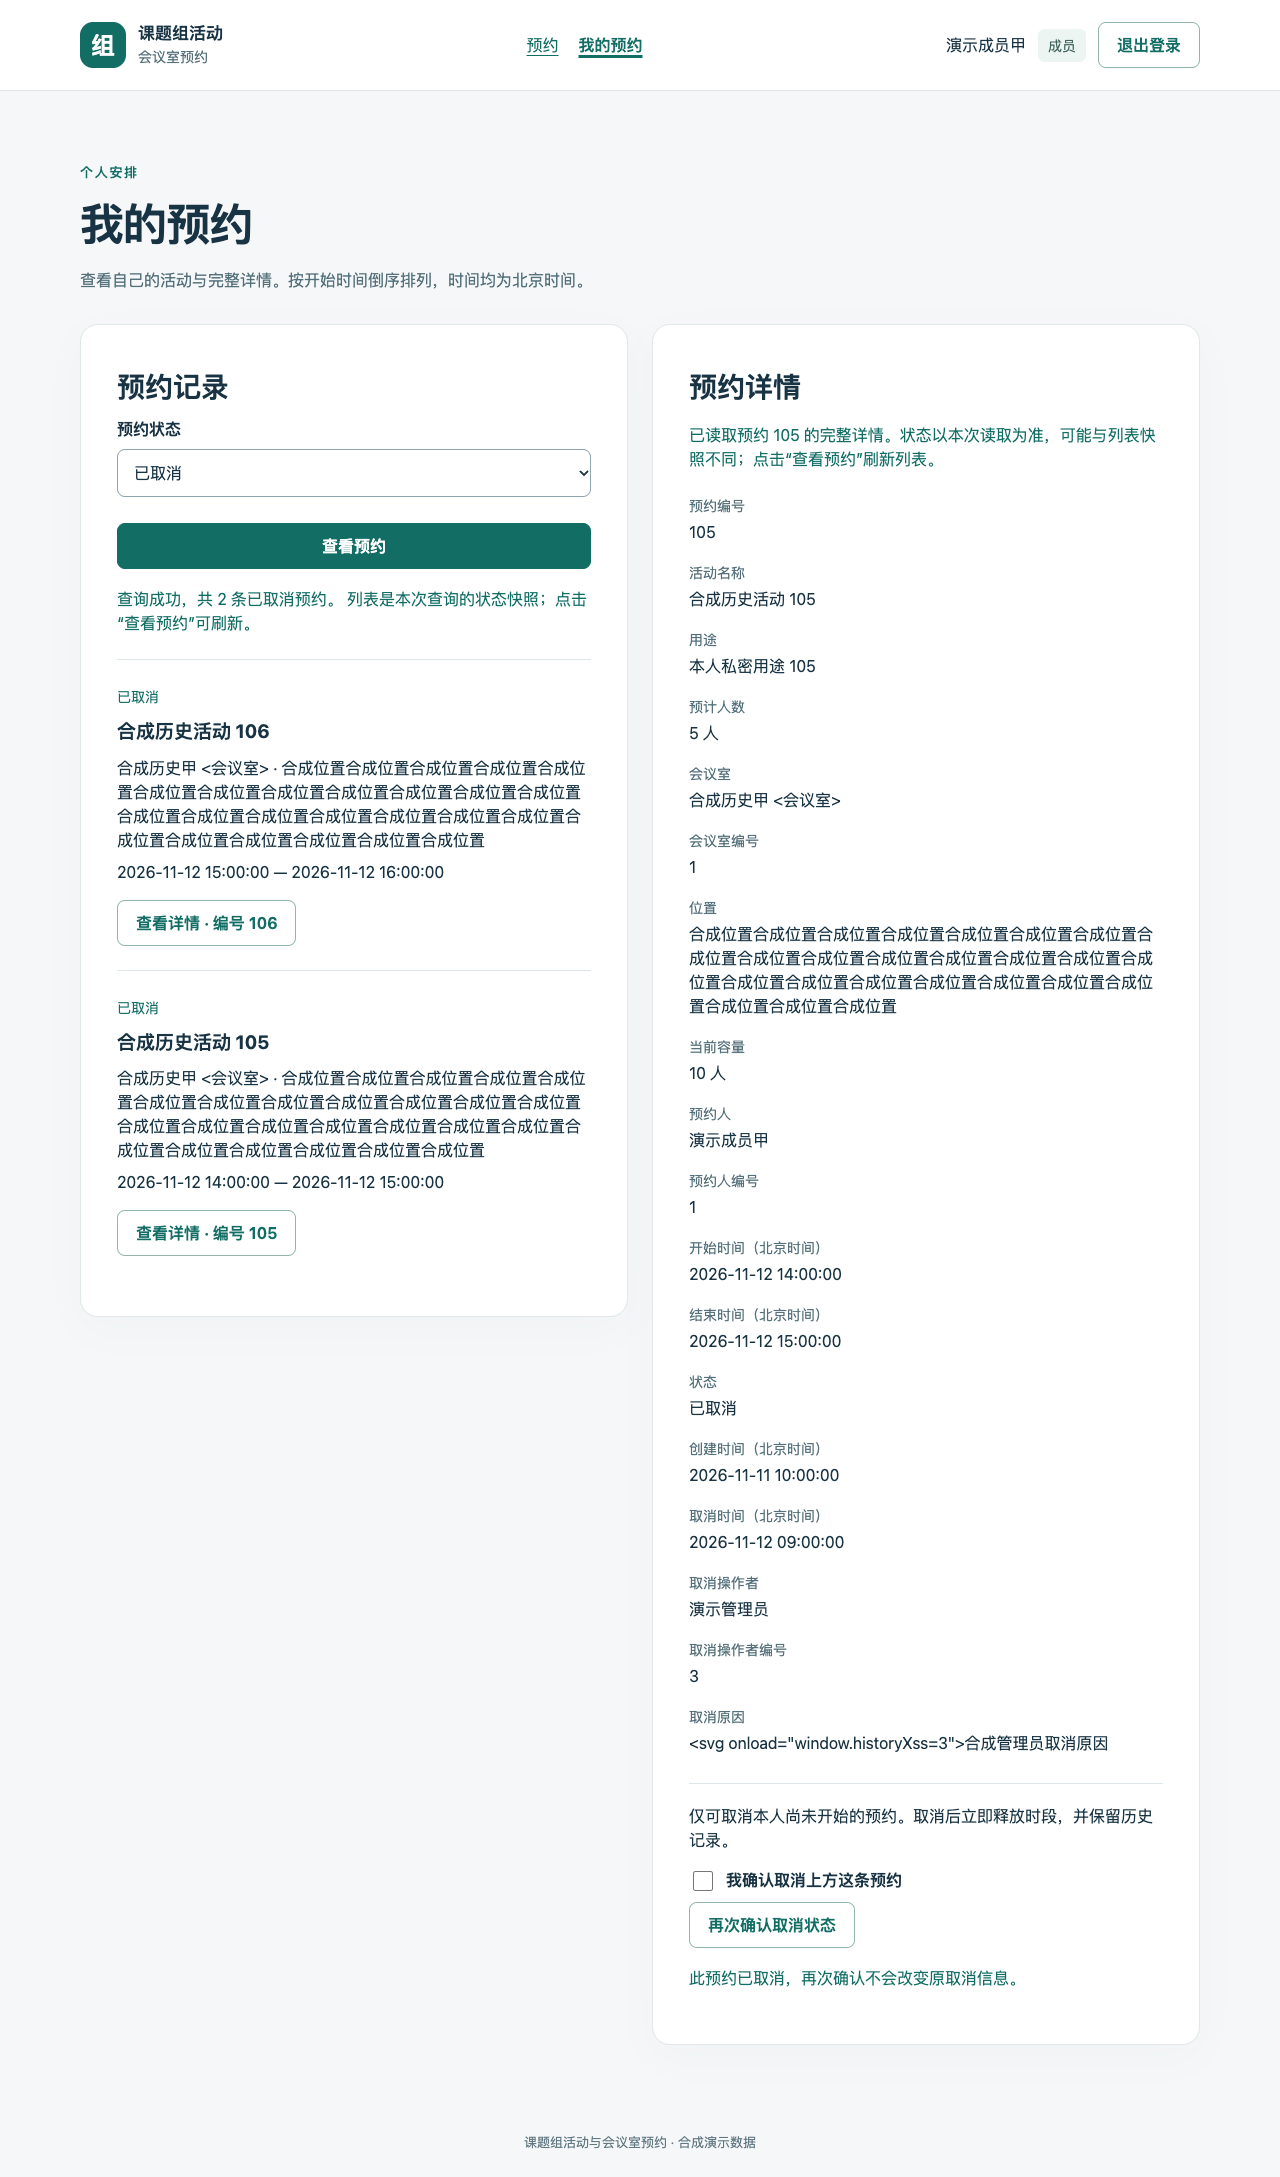 组
课题组活动
会议室预约
预约
我的预约
演示成员甲
成员
退出登录
个人安排
我的预约
查看自己的活动与完整详情。按开始时间倒序排列，时间均为北京时间。
预约记录
预约状态
已取消
查看预约
查询成功，共 2 条已取消预约。 列表是本次查询的状态快照；点击
“查看预约”可刷新。
已取消
合成历史活动 106
合成历史甲 <会议室> · 合成位置合成位置合成位置合成位置合成位
置合成位置合成位置合成位置合成位置合成位置合成位置合成位置
合成位置合成位置合成位置合成位置合成位置合成位置合成位置合
成位置合成位置合成位置合成位置合成位置合成位置
2026-11-12 15:00:00 — 2026-11-12 16:00:00
查看详情 · 编号 106
已取消
合成历史活动 105
合成历史甲 <会议室> · 合成位置合成位置合成位置合成位置合成位
置合成位置合成位置合成位置合成位置合成位置合成位置合成位置
合成位置合成位置合成位置合成位置合成位置合成位置合成位置合
成位置合成位置合成位置合成位置合成位置合成位置
2026-11-12 14:00:00 — 2026-11-12 15:00:00
查看详情 · 编号 105
预约详情
已读取预约 105 的完整详情。状态以本次读取为准，可能与列表快
照不同；点击“查看预约”刷新列表。
预约编号
105
活动名称
合成历史活动 105
用途
本人私密用途 105
预计人数
5 人
会议室
合成历史甲 <会议室>
会议室编号
1
位置
合成位置合成位置合成位置合成位置合成位置合成位置合成位置合
成位置合成位置合成位置合成位置合成位置合成位置合成位置合成
位置合成位置合成位置合成位置合成位置合成位置合成位置合成位
置合成位置合成位置合成位置
当前容量
10 人
预约人
演示成员甲
预约人编号
1
开始时间（北京时间）
2026-11-12 14:00:00
结束时间（北京时间）
2026-11-12 15:00:00
状态
已取消
创建时间（北京时间）
2026-11-11 10:00:00
取消时间（北京时间）
2026-11-12 09:00:00
取消操作者
演示管理员
取消操作者编号
3
取消原因
<svg onload="window.historyXss=3">合成管理员取消原因
仅可取消本人尚未开始的预约。取消后立即释放时段，并保留历史
记录。
我确认取消上方这条预约
再次确认取消状态
此预约已取消，再次确认不会改变原取消信息。
课题组活动与会议室预约 · 合成演示数据